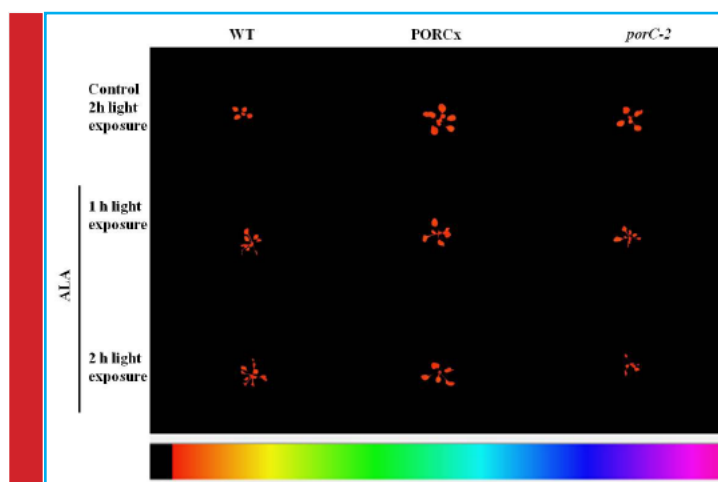 WT PORCx porC-2
Control
2h light
exposure
1 h light
exposure
ALA
2 h light
exposure